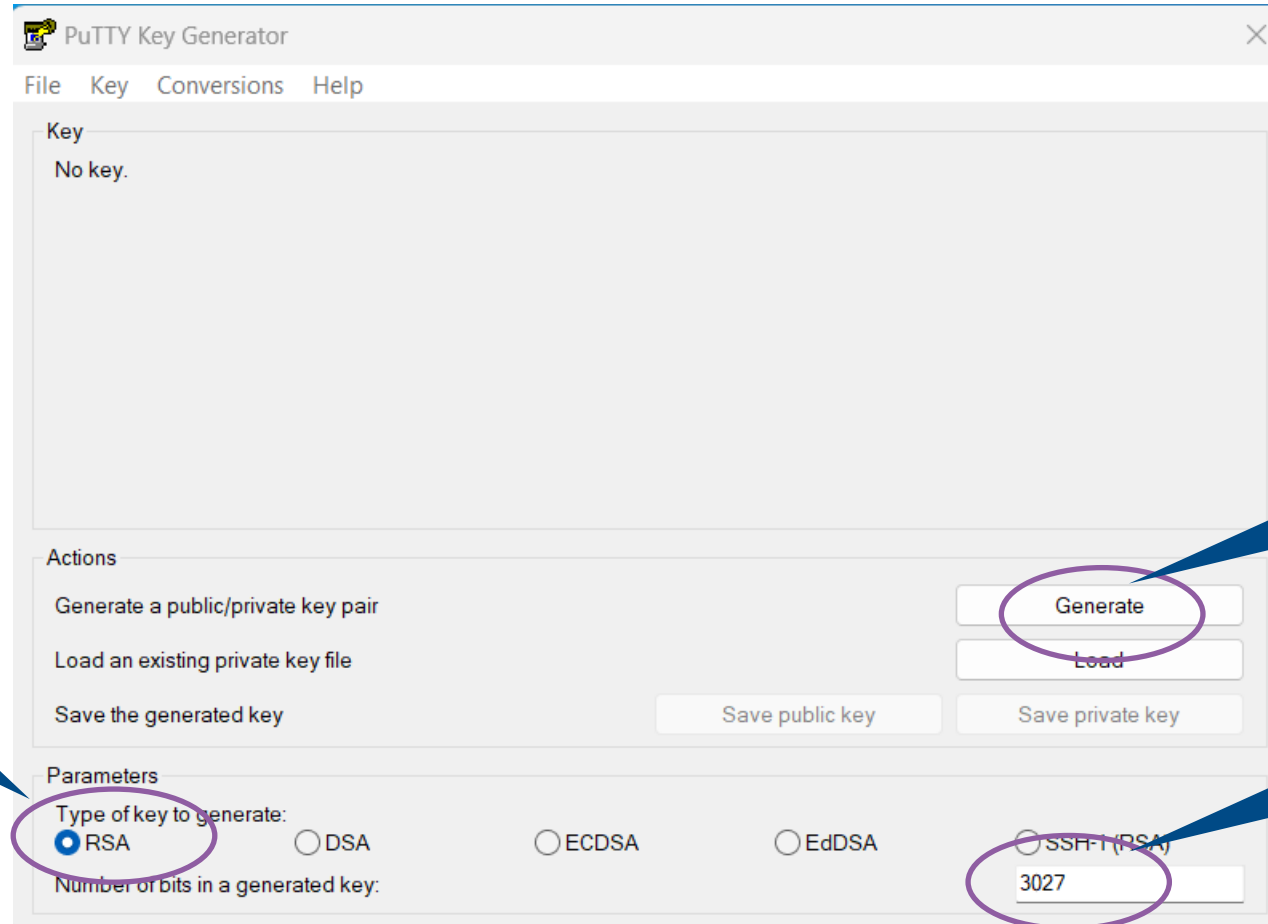 PuTTY Key Generator
File Key Conversions Help
Key
No key.
Actions
Generate a public/private key pair
Generate
Load an existing private key file
Load
Save the generated key
Save public key
Save private key
Parameters
Type of key to generate:
RSA DSA ECDSA EdDSA SSH-1 (RSA)
Number of bits in a generated key:
3027